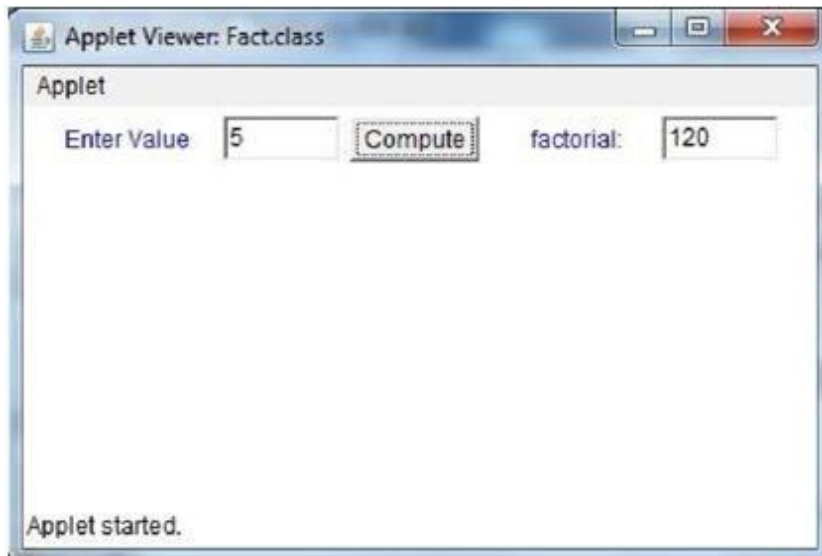 Applet Viewer: Fact.class
Applet
Enter Value 5 Compute factorial: 120
Applet started.